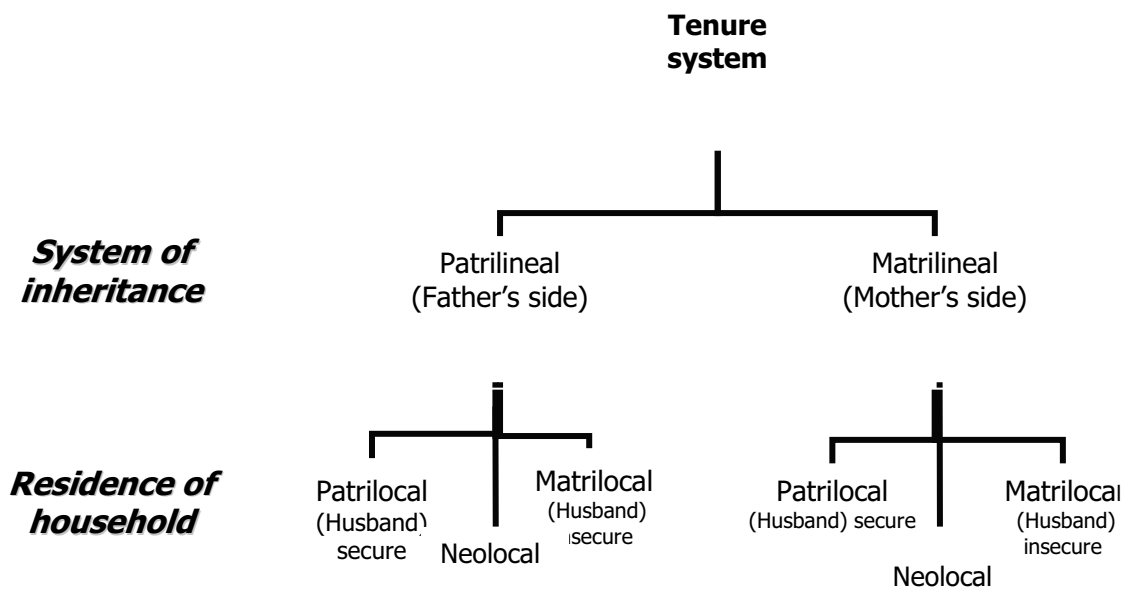 Tenure
system
System of
inheritance
Patrilineal
(Father’s side)
Matrilineal
(Mother’s side)
Residence of
household
Patrilocal
(Husband)
secure
Neolocal
Matrilocal
(Husband)
Patrilocal
(Husband) secure
Neolocal
Matrilocal
(Husband)
insecure